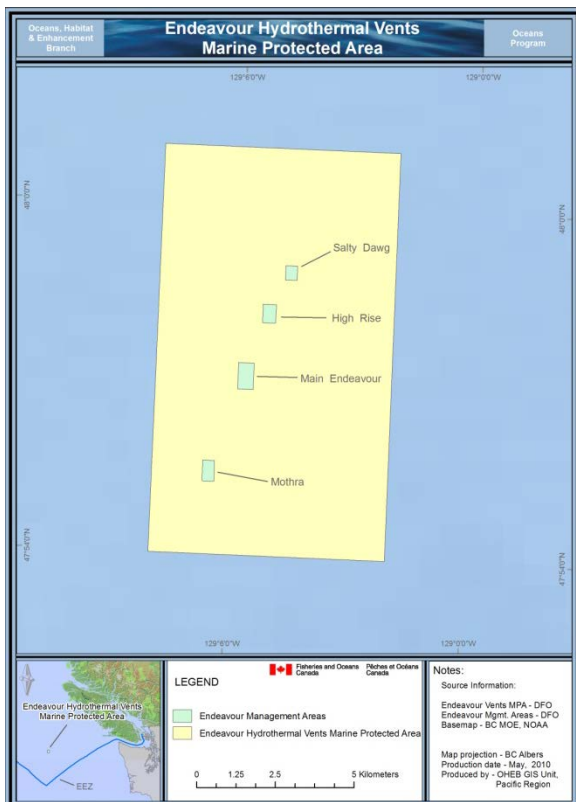 Oceans, Habitat
& Enhancement
Branch
Endeavour Hydrothermal Vents
Marine Protected Area
Oceans
Program
129°6'0"W
129°0'0"W
48°0'0"N
48°0'0"N
Salty Dawg
High Rise
Main Endeavour
Mothra
47°54'0"N
47°54'0"N
129°6'0"W
129°0'0"W
Endeavour Hydrothermal Vents
Marine Protected Area
EEZ
Fisheries and Oceans
Canada
Pêches et Océans
Canada
LEGEND
Endeavour Management Areas
Endeavour Hydrothermal Vents Marine Protected Area
0 1.25 2.5 5 Kilometers
Notes:
Source Information:
Endeavour Vents MPA - DFO
Endeavour Mgmt. Areas - DFO
Basemap - BC MOE, NOAA
Map projection - BC Albers
Production date - May, 2010
Produced by - OHEB GIS Unit,
Pacific Region